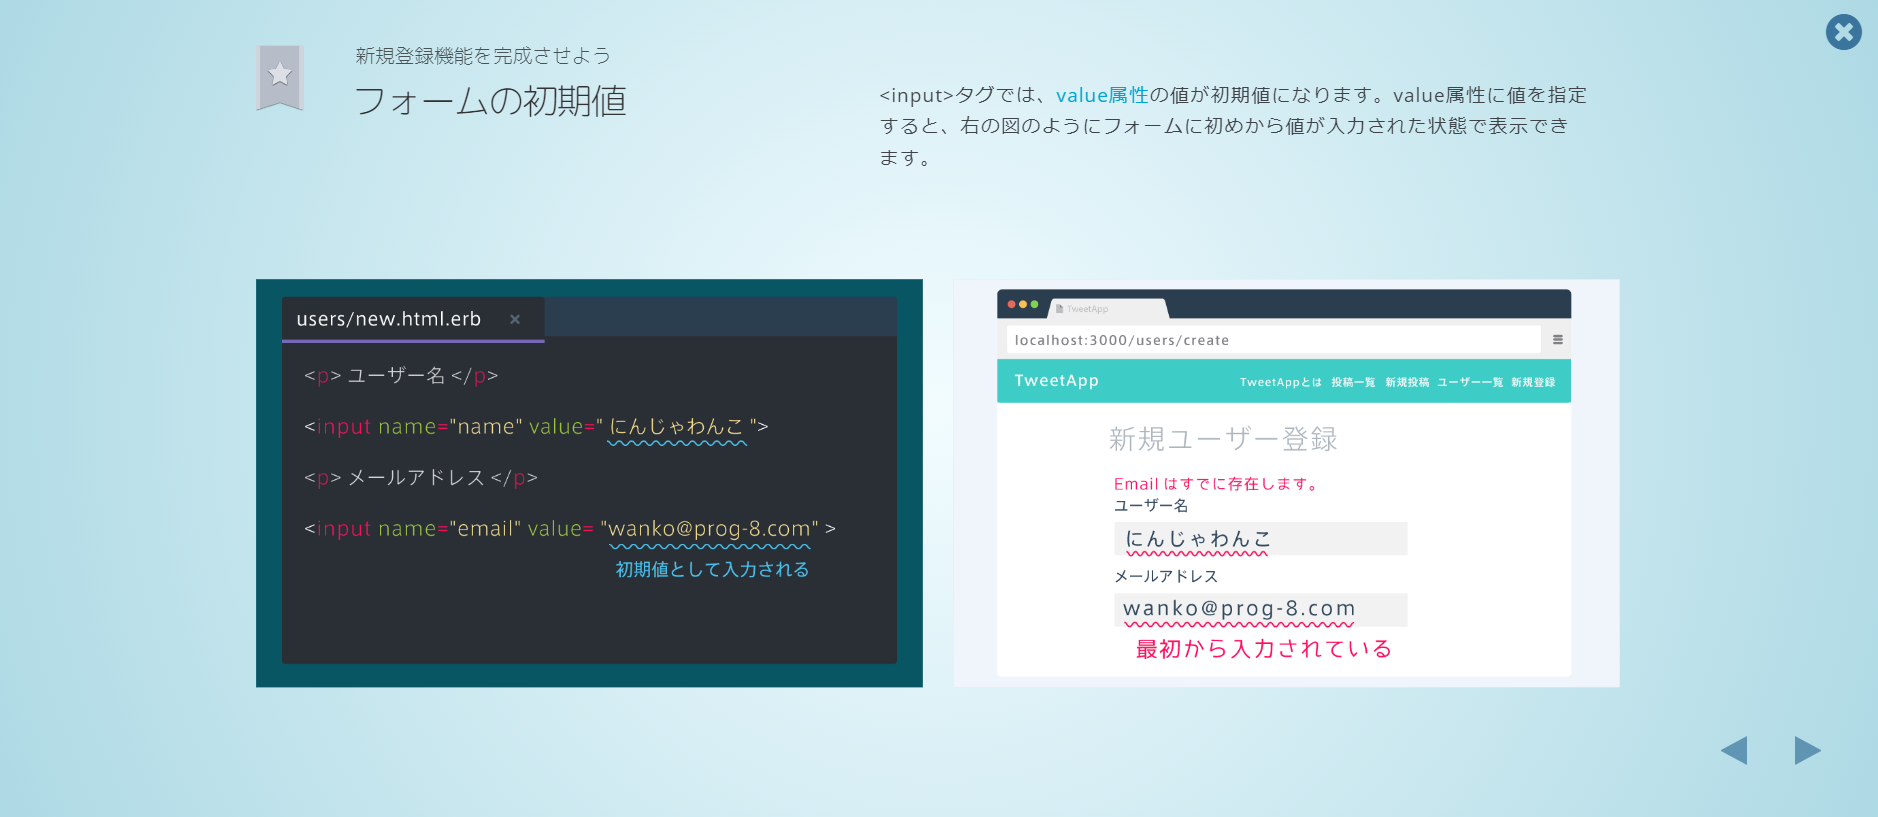 新規登録機能を完成させよう
フォームの初期値
<input>タグでは、value属性の値が初期値になります。value属性に値を指定
すると、右の図のようにフォームに初めから値が入力された状態で表示でき
ます。
users/new.html.erb ×
<p> ユーザー名 </p>
<input name="name" value=" にんじゃわんこ ">
<p> メールアドレス </p>
<input name="email" value= "wanko@prog-8.com" >
初期値として入力される
TweetApp
localhost:3000/users/create
TweetApp TweetAppとは 投稿一覧 新規投稿 ユーザー一覧 新規登録
新規ユーザー登録
Email はすでに存在します。
ユーザー名
にんじゃわんこ
メールアドレス
wanko@prog-8.com
最初から入力されている